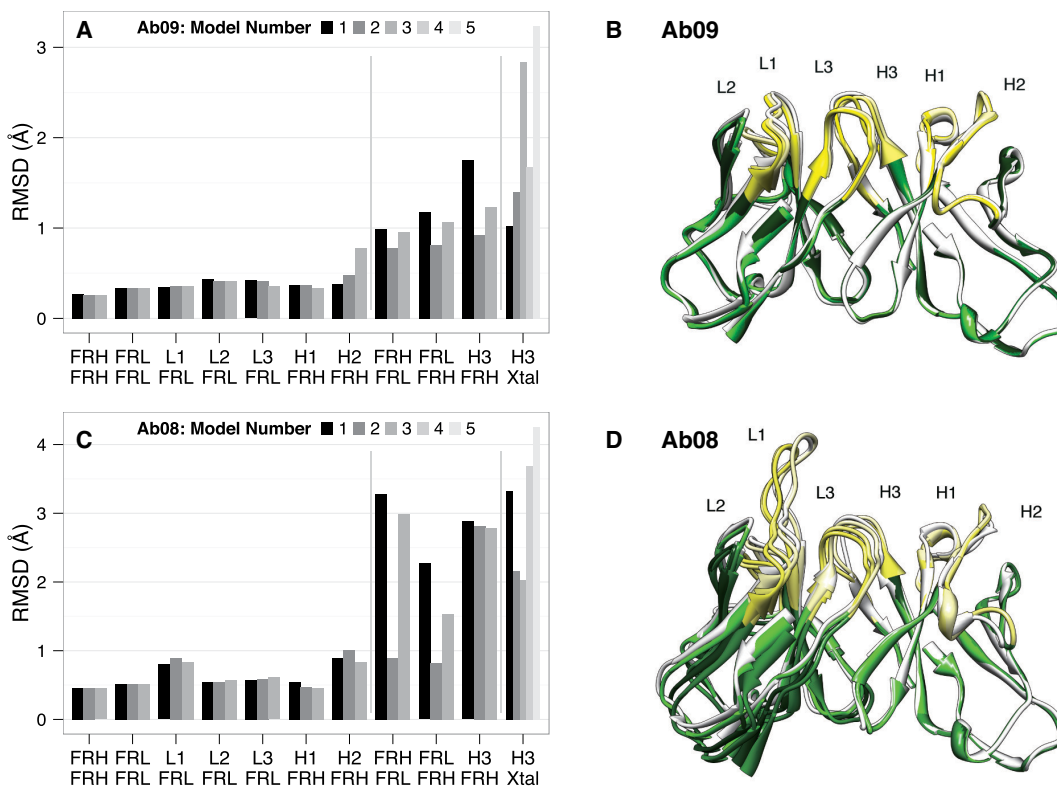 A
Ab09: Model Number 1 2 3 4 5
RMSD (Å)
3
2
1
0
FRH FRL L1 L2 L3 H1 H2 FRH FRL H3 H3
FRH FRL FRL FRL FRL FRH FRH FRL FRH FRH Xtal
B Ab09
L1 L3 H3 H1 H2
L2
C
Ab08: Model Number 1 2 3 4 5
RMSD (Å)
4
3
2
1
0
FRH FRL L1 L2 L3 H1 H2 FRH FRL H3 H3
FRH FRL FRL FRL FRL FRH FRH FRL FRH FRH Xtal
D Ab08
L1
L2 L3 H3 H1 H2